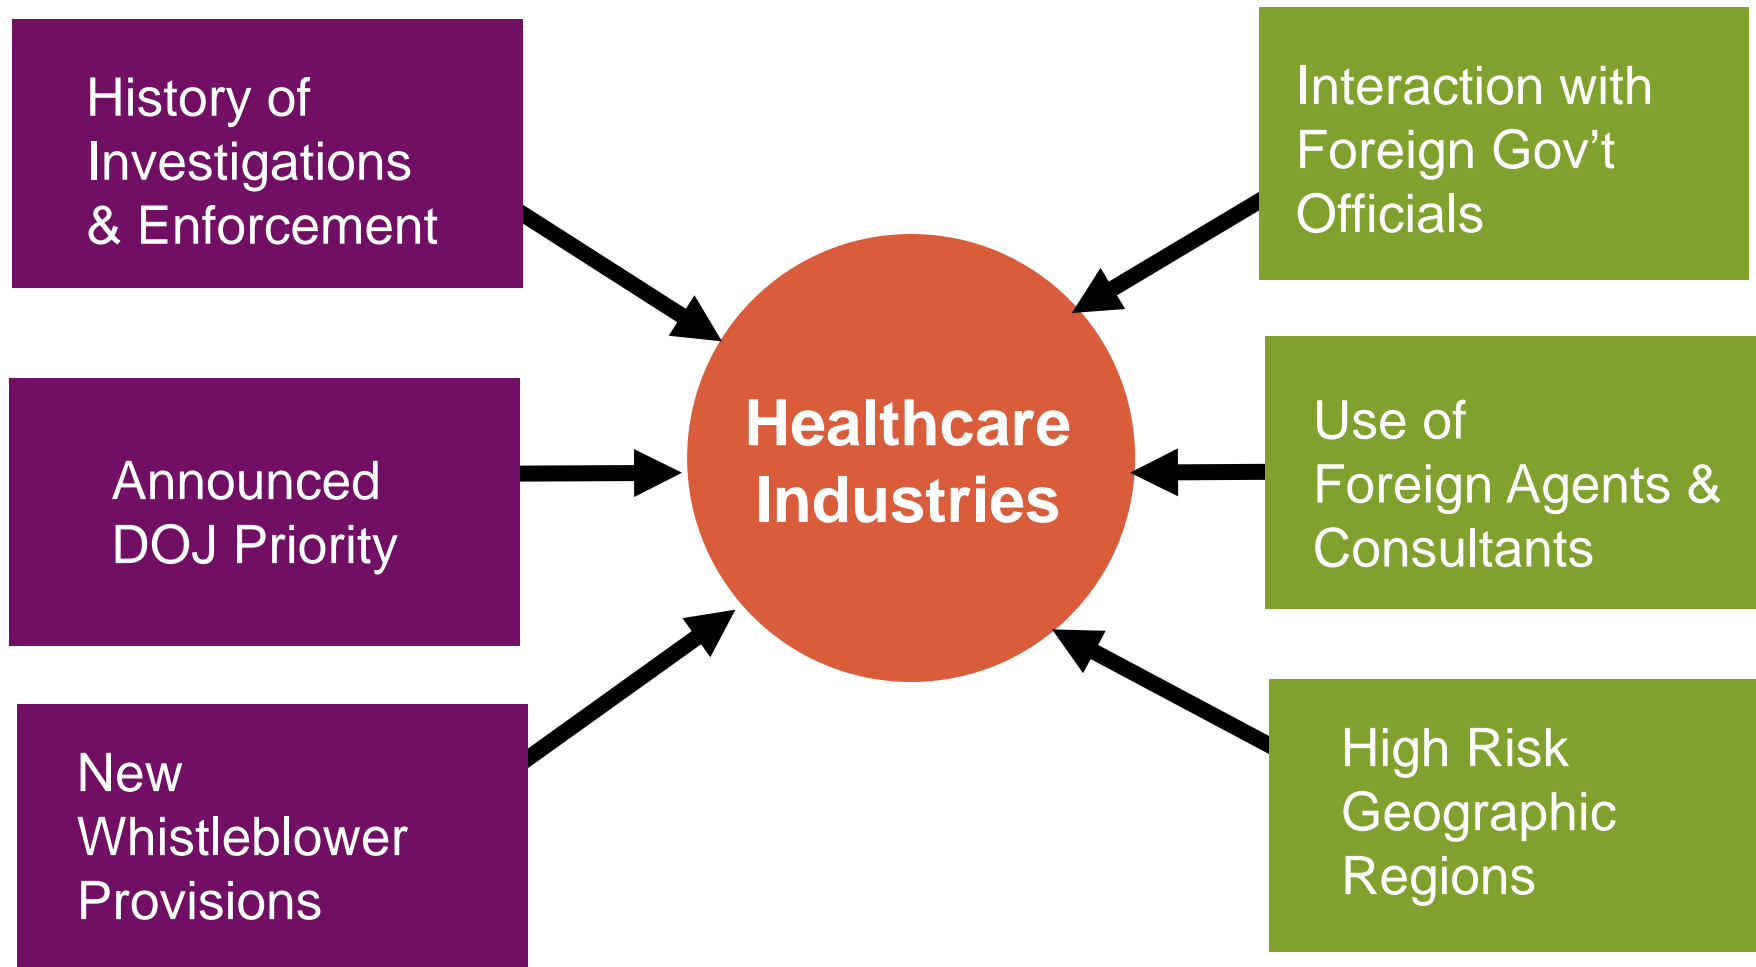 History of
Investigations
& Enforcement
Announced
DOJ Priority
New
Whistleblower
Provisions
Healthcare
Industries
Interaction with
Foreign Gov’t
Officials
Use of
Foreign Agents &
Consultants
High Risk
Geographic
Regions